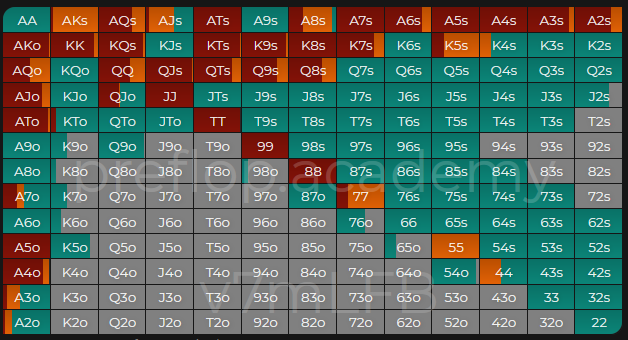 AA AKs AQs AJs ATs A9s A8s A7s A6s A5s A4s A3s A2s
AKo KK KQs KJs KTs K9s K8s K7s K6s K5s K4s K3s K2s
AQo KQo QQ QJs QTs Q9s Q8s Q7s Q6s Q5s Q4s Q3s Q2s
AJo KJo QJo JJ JTs J9s J8s J7s J6s J5s J4s J3s J2s
ATo KTo QTo JTo TT T9s T8s T7s T6s T5s T4s T3s T2s
A9o K9o Q9o J9o T9o 99 98s 97s 96s 95s 94s 93s 92s
A8o K8o Q8o J8o T8o 98o 88 87s 86s 85s 84s 83s 82s
preflop.academy
A7o K7o Q7o J7o T7o 97o 87o 77 76s 75s 74s 73s 72s
A6o K6o Q6o J6o T6o 96o 86o 76o 66 65s 64s 63s 62s
A5o K5o Q5o J5o T5o 95o 85o 75o 65o 55 54s 53s 52s
A4o K4o Q4o J4o T4o 94o 84o 74o 64o 54o 44 43s 42s
v7mLFB
A3o K3o Q3o J3o T3o 93o 83o 73o 63o 53o 43o 33 32s
A2o K2o Q2o J2o T2o 92o 82o 72o 62o 52o 42o 32o 22